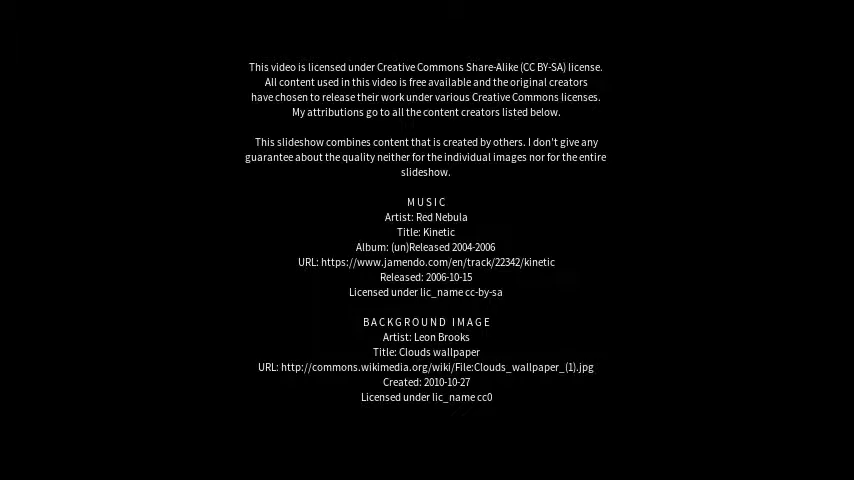 This video is licensed under Creative Commons Share-Alike (CC BY-SA) license.
All content used in this video is free available and the original creators
have chosen to release their work under various Creative Commons licenses.
My attributions go to all the content creators listed below.
This slideshow combines content that is created by others. I don't give any
guarantee about the quality neither for the individual images nor for the entire
slideshow.
MUSIC
Artist: Red Nebula
Title: Kinetic
Album: (un)Released 2004-2006
URL: https://www.jamendo.com/en/track/22342/kinetic
Released: 2006-10-15
Licensed under lic_name cc-by-sa
BACKGROUND IMAGE
Artist: Leon Brooks
Title: Clouds wallpaper
URL: http://commons.wikimedia.org/wiki/File:Clouds_wallpaper_(1).jpg
Created: 2010-10-27
Licensed under lic_name cc0